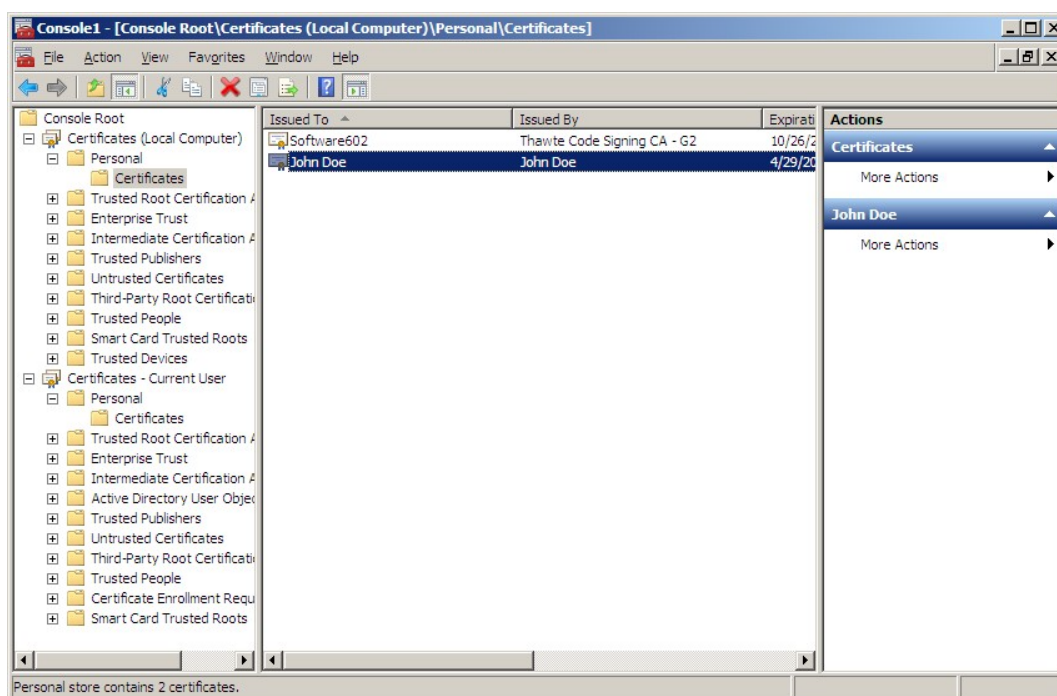 Console1 - [Console Root\Certificates (Local Computer)\Personal\Certificates]
File Action View Favorites Window Help
Console Root
Certificates (Local Computer)
Personal
Certificates
Trusted Root Certification A
Enterprise Trust
Intermediate Certification A
Trusted Publishers
Untrusted Certificates
Third-Party Root Certificati
Trusted People
Smart Card Trusted Roots
Trusted Devices
Certificates - Current User
Personal
Certificates
Trusted Root Certification A
Enterprise Trust
Intermediate Certification A
Active Directory User Objec
Trusted Publishers
Untrusted Certificates
Third-Party Root Certificati
Trusted People
Certificate Enrollment Requ
Smart Card Trusted Roots
Issued To Issued By Expirati
Software602 Thawte Code Signing CA - G2 10/26/2
John Doe John Doe 4/29/20
Actions
Certificates
More Actions
John Doe
More Actions
Personal store contains 2 certificates.